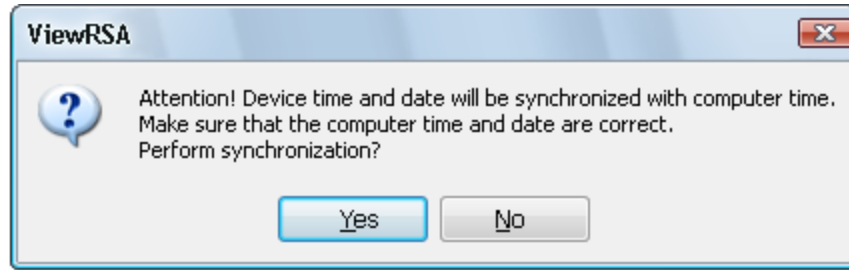 ViewRSA
Attention! Device time and date will be synchronized with computer time.
Make sure that the computer time and date are correct.
Perform synchronization?
Yes No